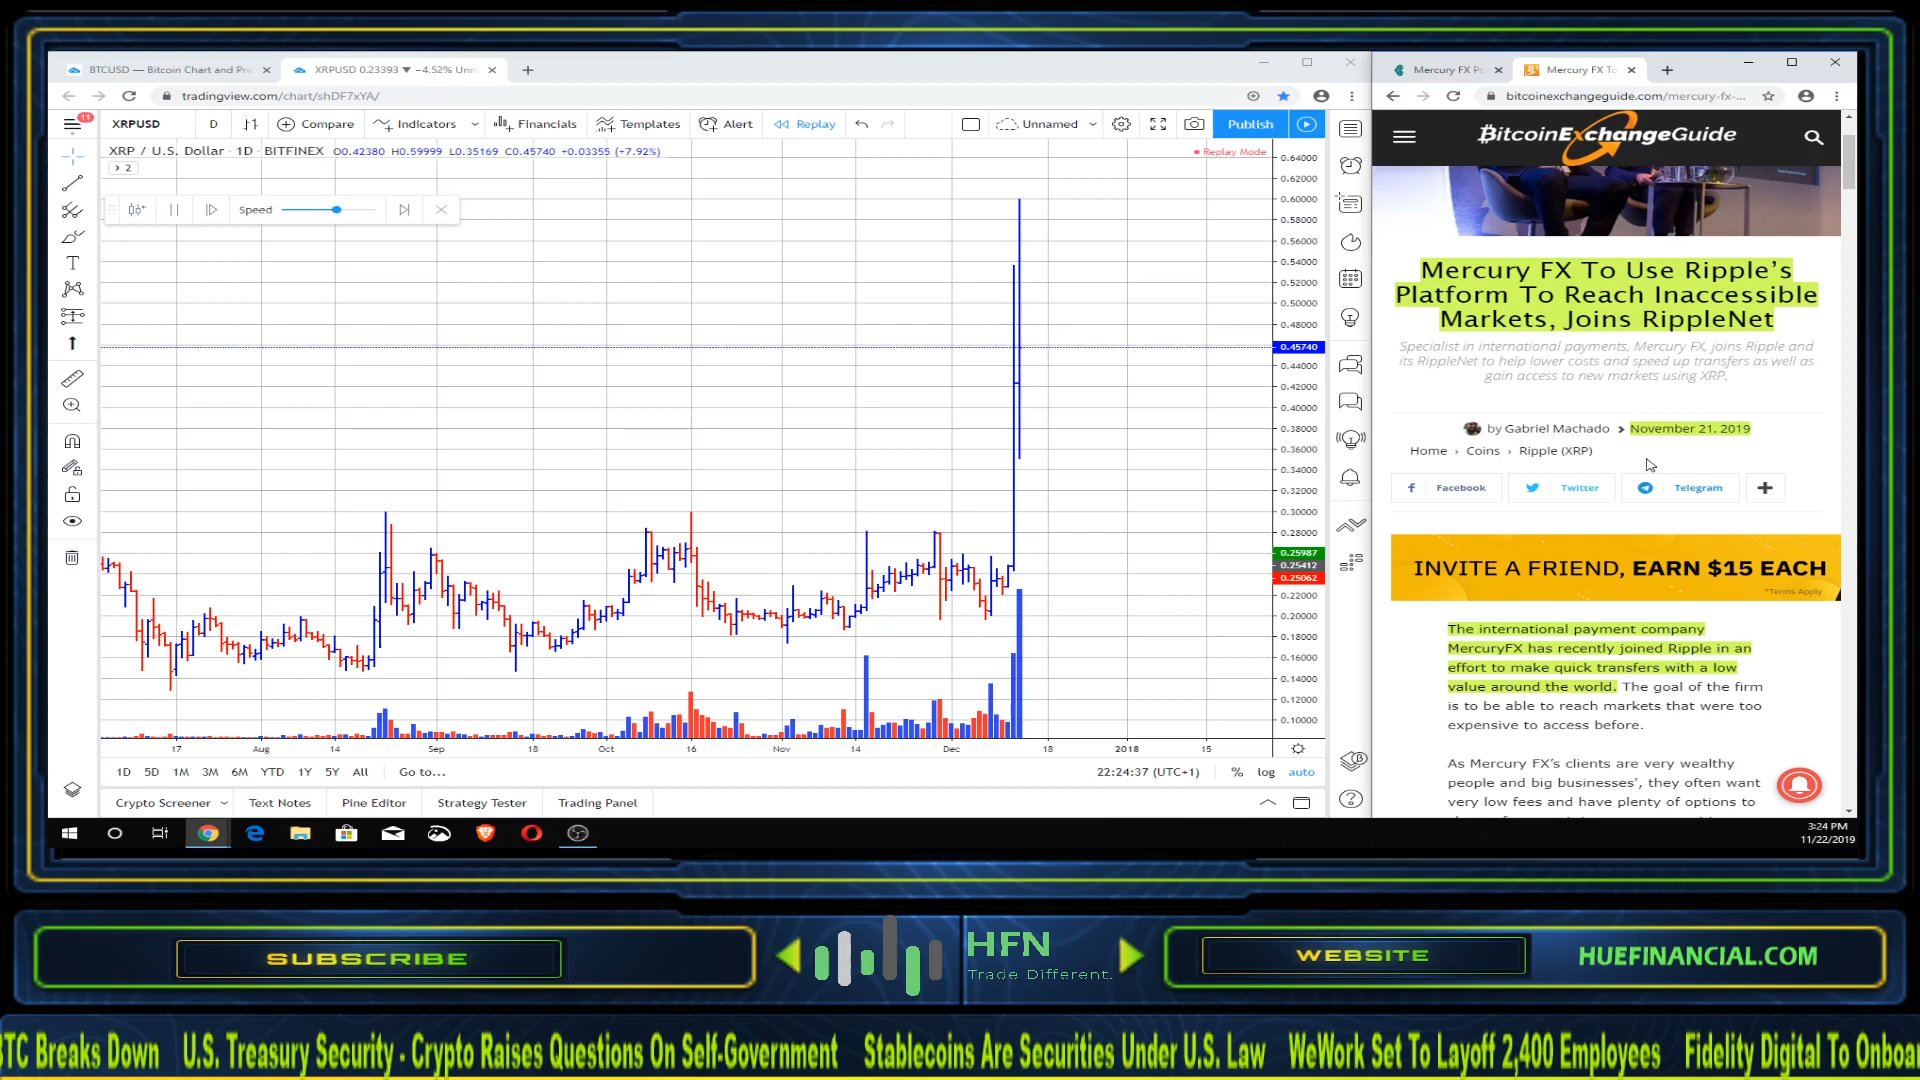 BTCUSD — Bitcoin Chart and Pri
XRPUSD 0.23393 ▼ −4.52% Unn
tradingview.com/chart/shDF7xYA/
11
XRPUSD
D
Compare
Indicators
Financials
Templates
Alert
Replay
Unnamed
Publish
XRP / U.S. Dollar · 1D · BITFINEX O0.42380 H0.59999 L0.35169 C0.45740 +0.03355 (+7.92%)
Replay Mode
2
Speed
0.64000
0.62000
0.60000
0.58000
0.56000
0.54000
0.52000
0.50000
0.48000
0.45740
0.44000
0.42000
0.40000
0.38000
0.36000
0.34000
0.32000
0.30000
0.28000
0.25987
0.25412
0.25062
0.22000
0.20000
0.18000
0.16000
0.14000
0.12000
0.10000
17 Aug 14 Sep 18 Oct 16 Nov 14 Dec 18 2018 15
1D 5D 1M 3M 6M YTD 1Y 5Y All Go to...
22:24:37 (UTC+1) % log auto
Crypto Screener Text Notes Pine Editor Strategy Tester Trading Panel
Mercury FX Pa
Mercury FX To
bitcoinexchangeguide.com/mercury-fx-...
BitcoinExchangeGuide
Mercury FX To Use Ripple's
Platform To Reach Inaccessible
Markets, Joins RippleNet
Specialist in international payments, Mercury FX, joins Ripple and
its RippleNet to help lower costs and speed up transfers as well as
gain access to new markets using XRP.
by Gabriel Machado > November 21, 2019
Home › Coins › Ripple (XRP)
Facebook
Twitter
Telegram
INVITE A FRIEND, EARN $15 EACH
*Terms Apply
The international payment company
MercuryFX has recently joined Ripple in an
effort to make quick transfers with a low
value around the world. The goal of the firm
is to be able to reach markets that were too
expensive to access before.
As Mercury FX's clients are very wealthy
people and big businesses', they often want
very low fees and have plenty of options to
3:24 PM
11/22/2019
SUBSCRIBE
HFN
Trade Different.
WEBSITE
HUEFINANCIAL.COM
BTC Breaks Down U.S. Treasury Security - Crypto Raises Questions On Self-Government Stablecoins Are Securities Under U.S. Law WeWork Set To Layoff 2,400 Employees Fidelity Digital To Onboa